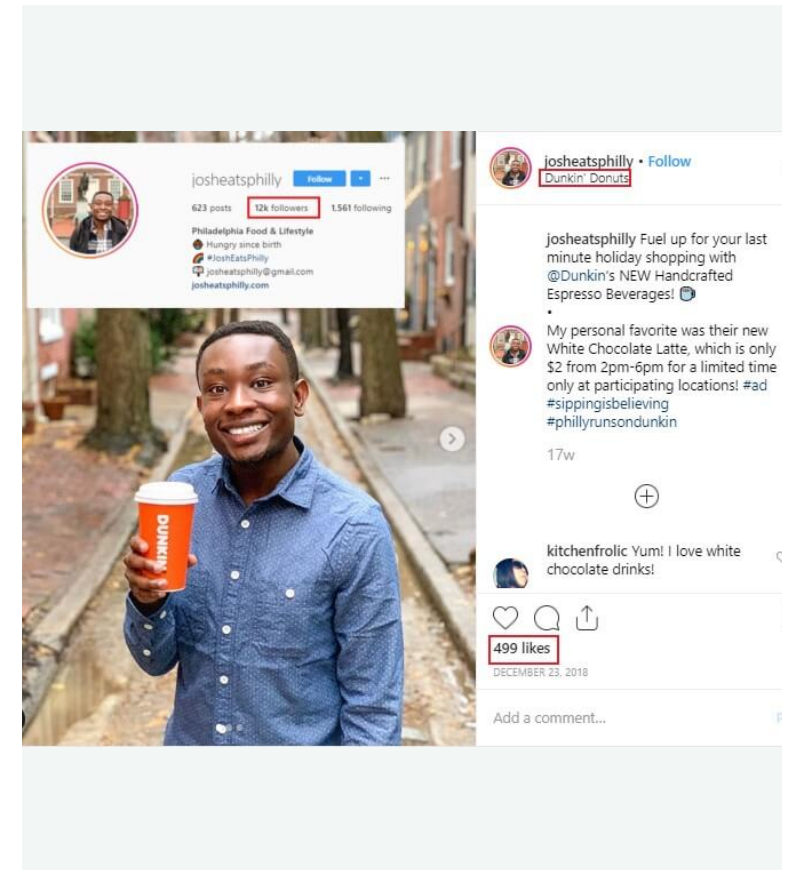 josheatsphilly Follow
623 posts 12k followers 1,561 following
Philadelphia Food & Lifestyle
Hungry since birth
#JoshEatsPhilly
josheatsphilly@gmail.com
josheatsphilly.com
DUNKIN'
josheatsphilly • Follow
Dunkin' Donuts
josheatsphilly Fuel up for your last
minute holiday shopping with
@Dunkin's NEW Handcrafted
Espresso Beverages!
•
My personal favorite was their new
White Chocolate Latte, which is only
$2 from 2pm-6pm for a limited time
only at participating locations! #ad
#sippingisbelieving
#phillyrunsondunkin
17w
kitchenfrolic Yum! I love white
chocolate drinks!
499 likes
DECEMBER 23, 2018
Add a comment...